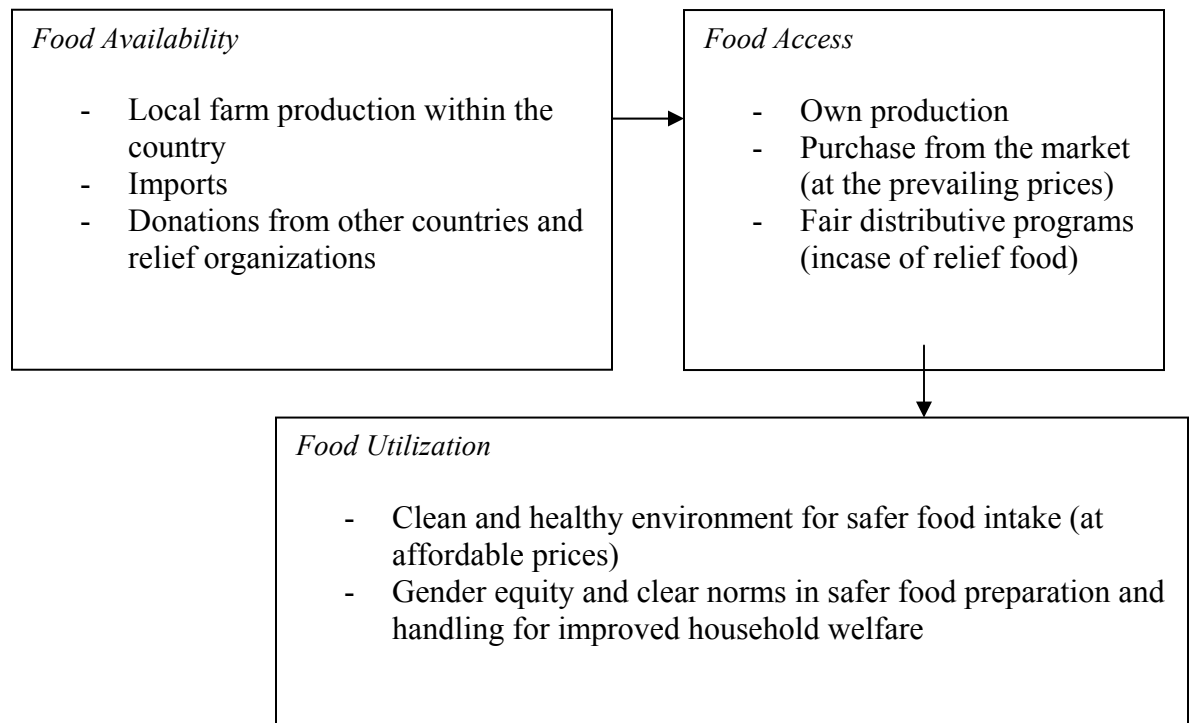 Food Availability
- Local farm production within the
country
- Imports
- Donations from other countries and
relief organizations
Food Access
- Own production
- Purchase from the market
(at the prevailing prices)
- Fair distributive programs
(incase of relief food)
Food Utilization
- Clean and healthy environment for safer food intake (at
affordable prices)
- Gender equity and clear norms in safer food preparation and
handling for improved household welfare